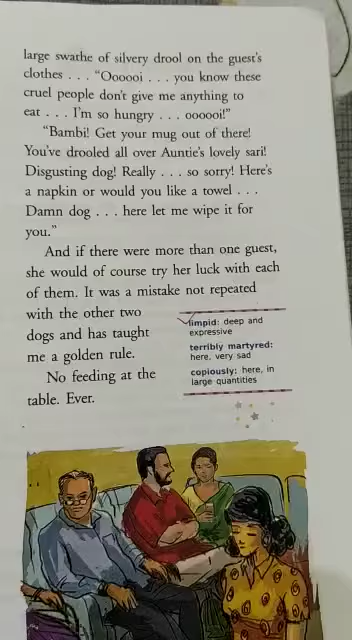 large swathe of silvery drool on the guest's
clothes . . . "Oooooi . . . you know these
cruel people don't give me anything to
eat . . . I'm so hungry . . . ooooi!"
"Bambi! Get your mug out of there!
You've drooled all over Auntie's lovely sari!
Disgusting dog! Really . . . so sorry! Here's
a napkin or would you like a towel . . .
Damn dog . . . here let me wipe it for
you."
And if there were more than one guest,
she would of course try her luck with each
of them. It was a mistake not repeated
with the other two
dogs and has taught
me a golden rule.
No feeding at the
table. Ever.
limpid: deep and
expressive
terribly martyred:
here, very sad
copiously: here, in
large quantities